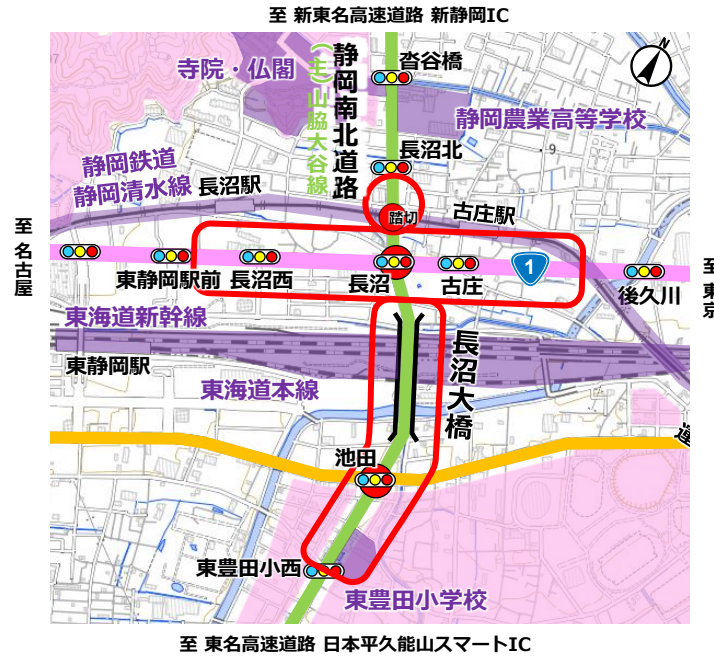 至 新東名高速道路 新静岡IC
N
寺院・仏閣
静岡南北道路
(主)山脇大谷線
沓谷橋
静岡農業高等学校
長沼北
9
静岡鉄道
静岡清水線
長沼駅
踏切
古庄駅
至 名古屋
東静岡駅前
長沼西
長沼
古庄
1
後久川
至 東京
東海道新幹線
東静岡駅
東海道本線
長沼大橋
池田
東豊田小西
東豊田小学校
至 東名高速道路 日本平久能山スマートIC